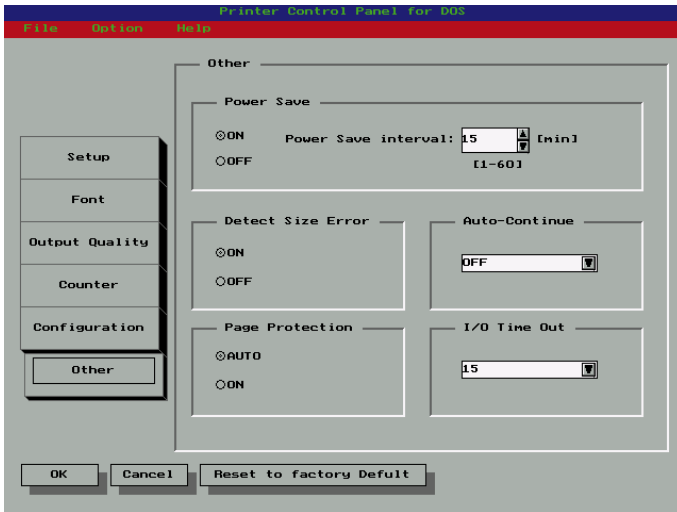 Printer Control Panel for DOS
File Option Help
Other
Power Save
ON Power Save interval: 15 [min]
OFF [1-60]
Setup
Font
Output Quality
Counter
Configuration
Other
Detect Size Error
ON
OFF
Auto-Continue
OFF
Page Protection
AUTO
ON
I/O Time Out
15
OK Cancel Reset to factory Defult